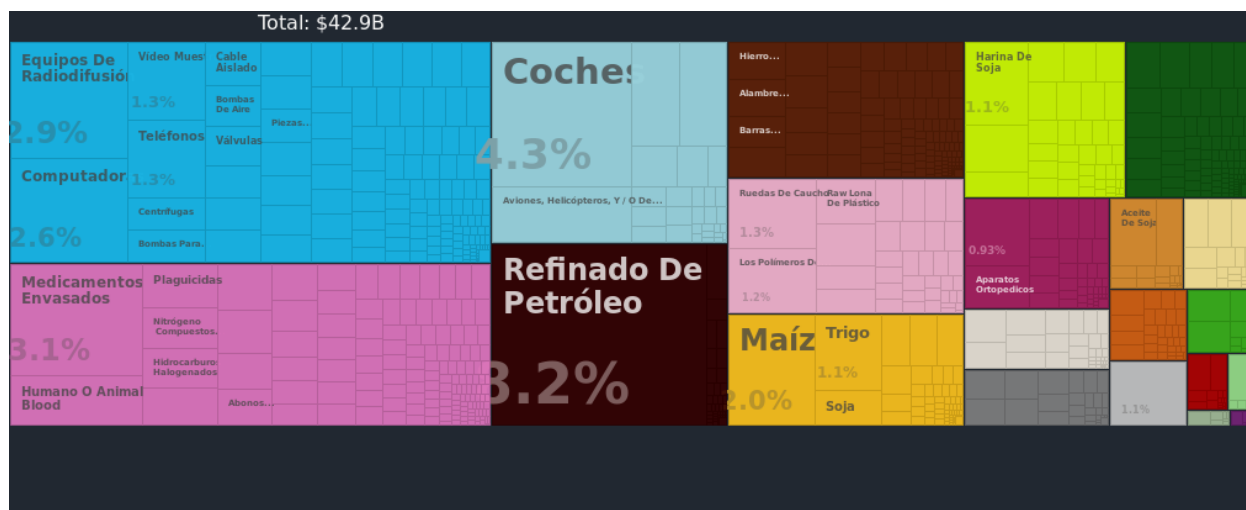 Total: $42.9B
Equipos De
Radiodifusión
2.9%
Computador
2.6%
Vídeo Mues
1.3%
Teléfonos
1.3%
Centrifugas
Bombas Para.
Cable
Aislado
Bombas
De Aire
Válvulas
Piezas..
Medicamentos
Envasados
3.1%
Humano O Animal
Blood
Plaguicidas
Nitrógeno
Compuestos.
Hidrocarburo
Halogenados
Abonos...
Coches
4.3%
Aviones, Helicópteros, Y / O De...
Refinado De
Petróleo
8.2%
Hierro...
Alambre...
Barras...
Ruedas De Caucho
1.3%
Raw Lona
De Plástico
Los Polímeros D
1.2%
Maíz
2.0%
Trigo
1.1%
Soja
Harina De
Soja
1.1%
0.93%
Aparatos
Ortopedicos
Aceite
De Soja
1.1%